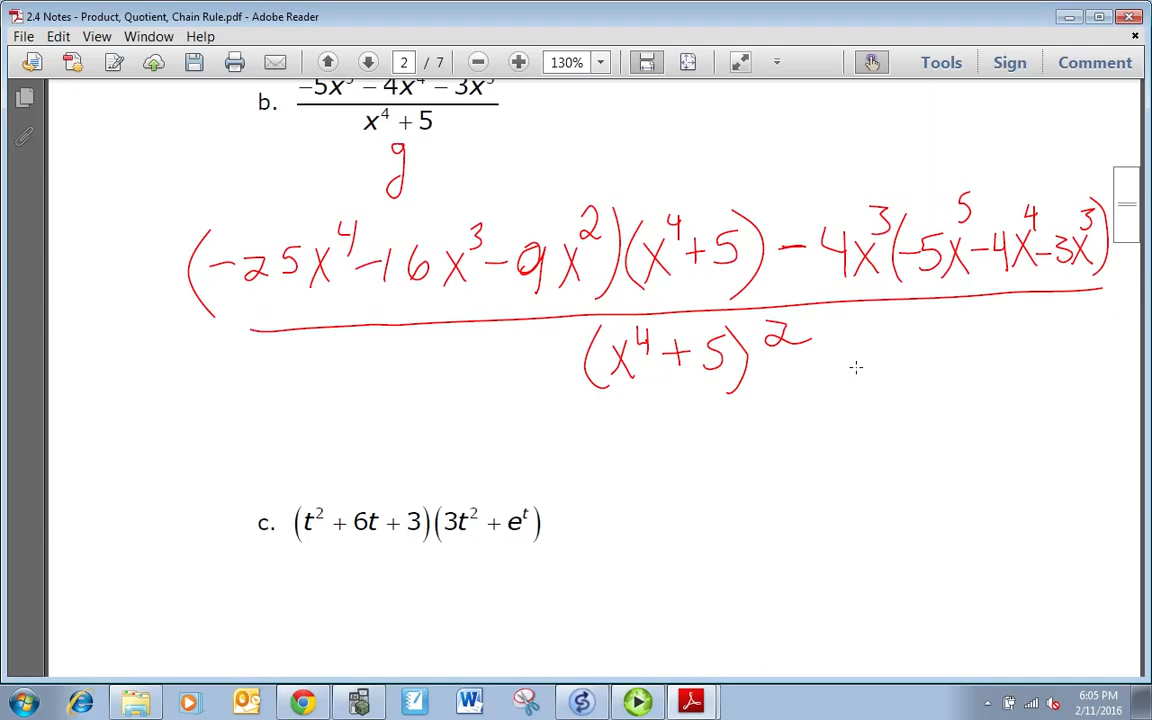 2.4 Notes - Product, Quotient, Chain Rule.pdf - Adobe Reader
File Edit View Window Help
2 / 7 130% Tools Sign Comment
b. −5x⁵ − 4x⁴ − 3x³
x⁴ + 5
g
(-25x⁴-16x³-9x²)(x⁴+5) - 4x³(-5x⁵-4x⁴-3x³)
(x⁴+5)²
c. (t² + 6t + 3)(3t² + eᵗ)
6:05 PM
2/11/2016